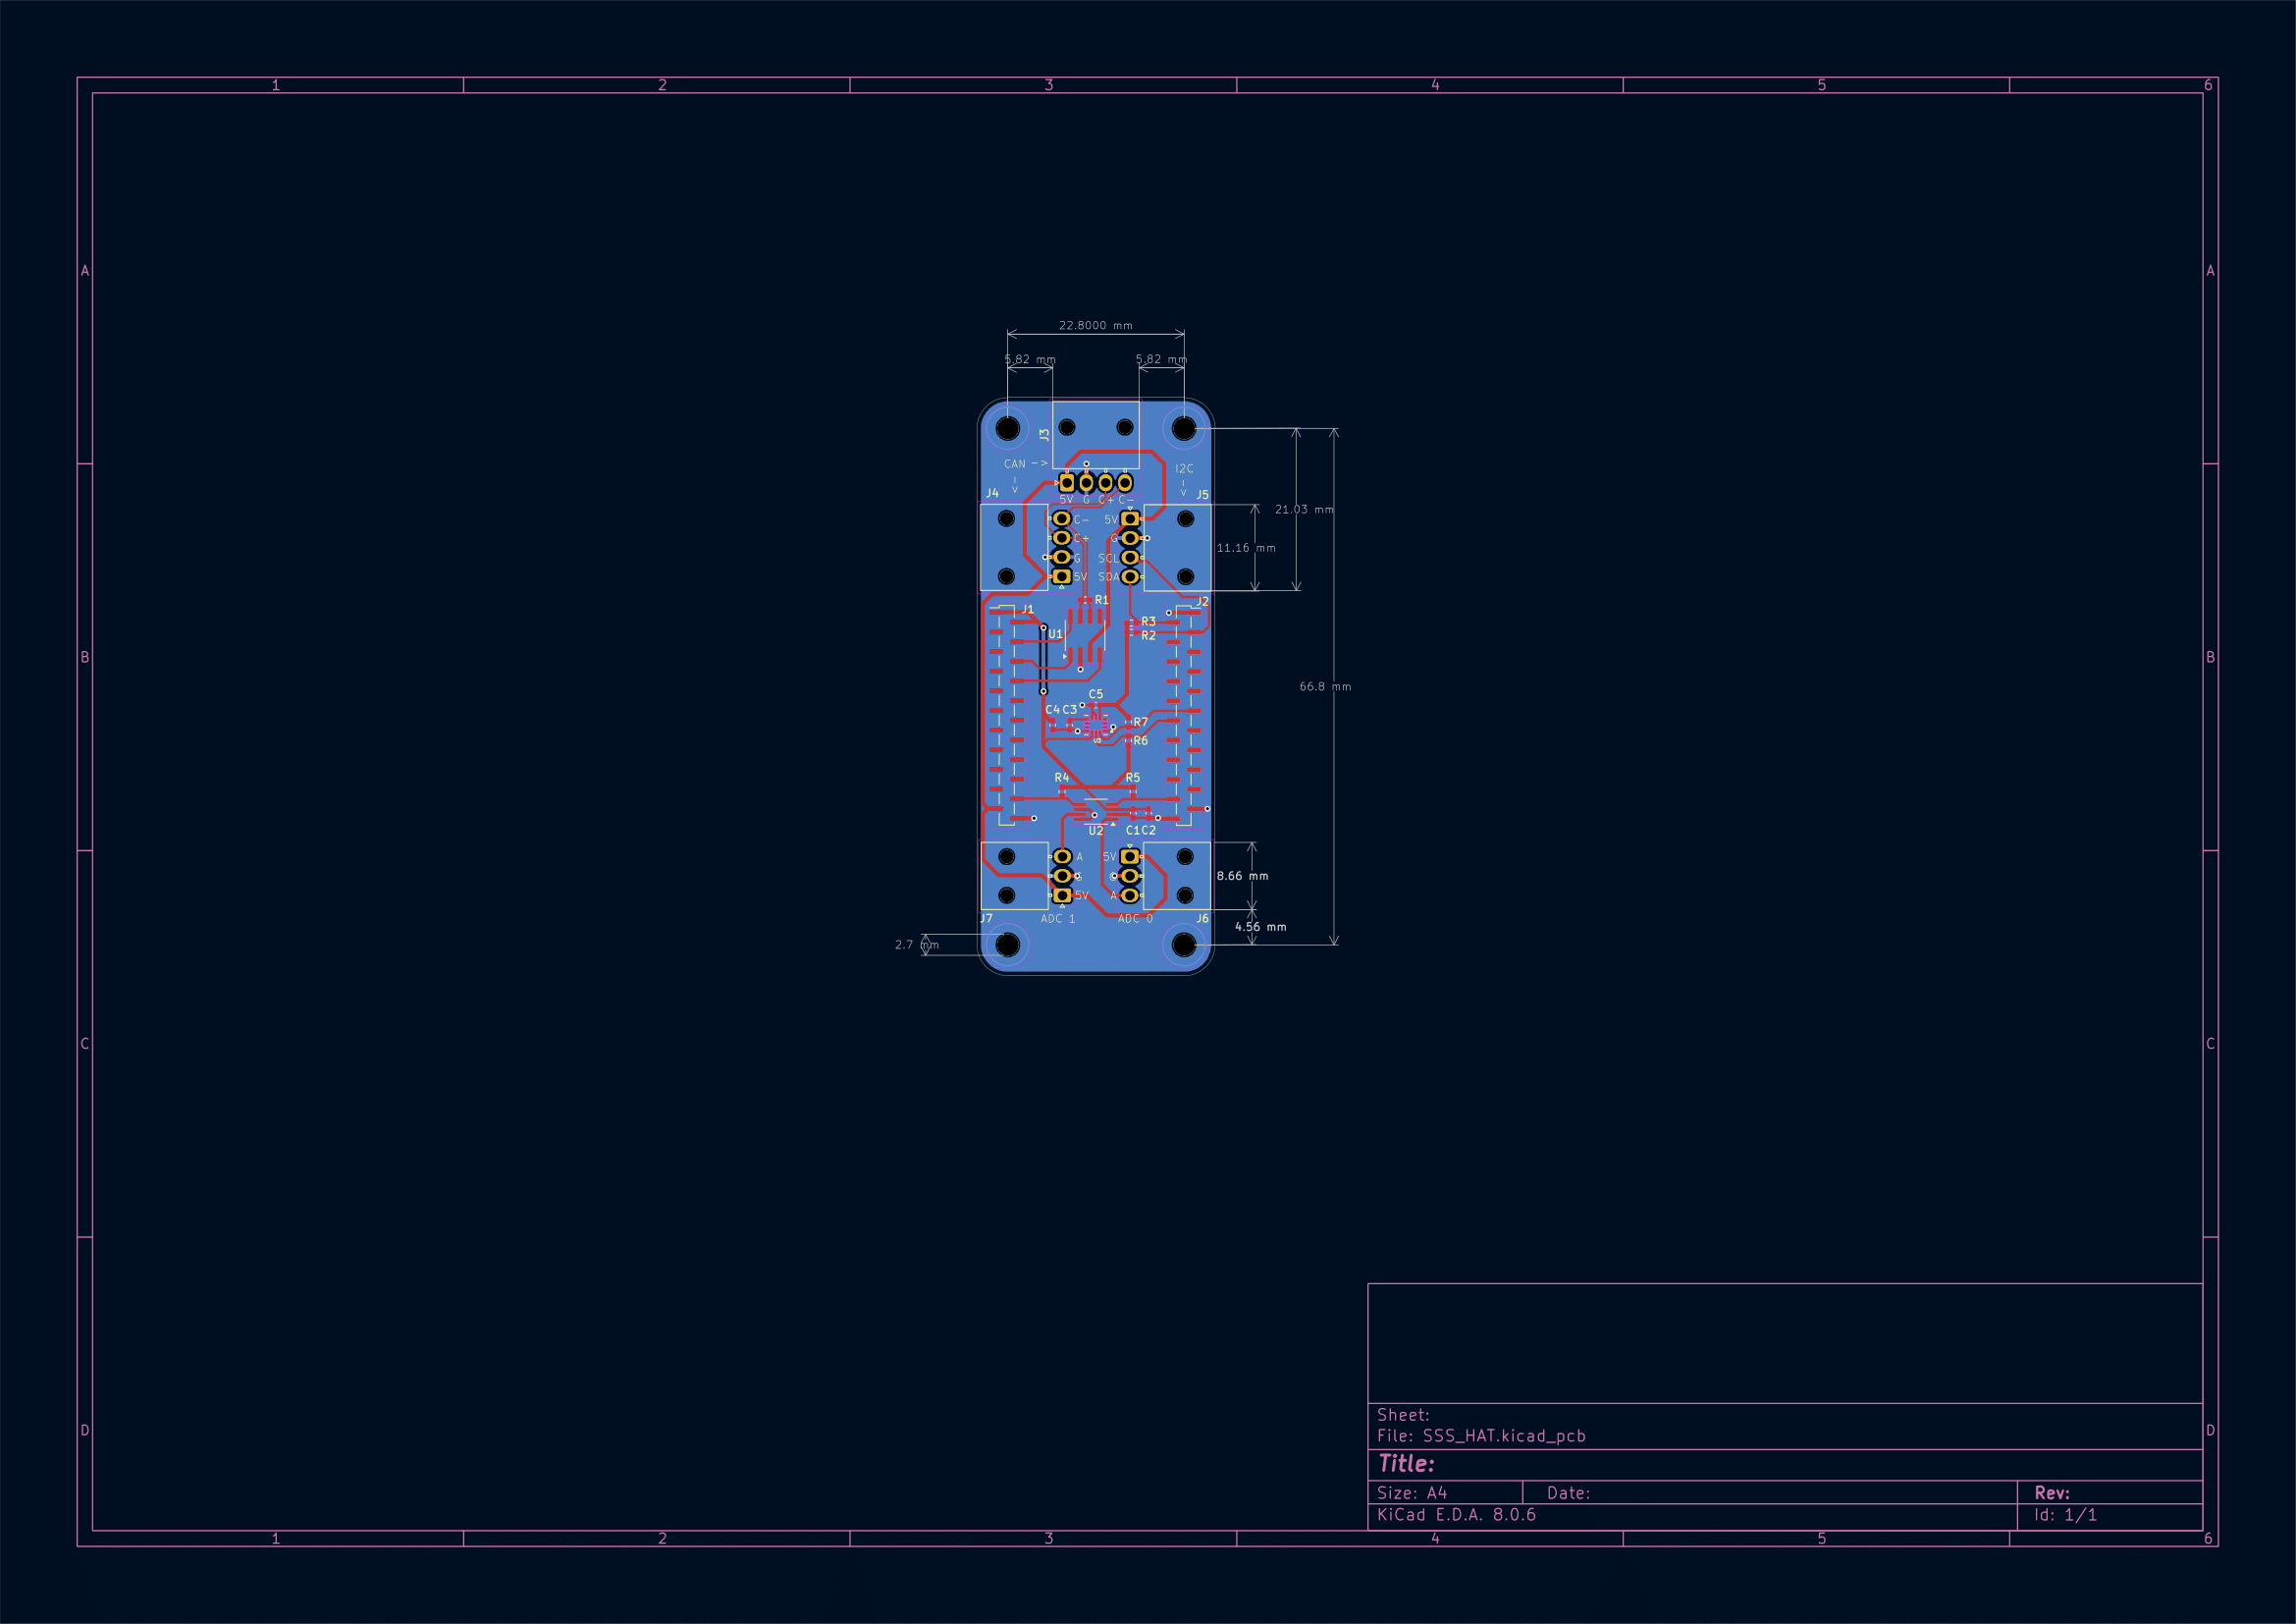 1 2 3 4 5 6
A A
22.8000 mm
5.82 mm 5.82 mm
J3
CAN ->
I2C
->
->
J4 J5
5V G C+ C-
21.03 mm
C- 5V
C+ G
11.16 mm
G SCL
5V SDA
R1
J2
J1
R3
U1
R2
B B
66.8 mm
C5
C4 C3
R7
R6
R4 R5
U2 C1 C2
A 5V
G
8.66 mm
5V A
J7 ADC 1 ADC 0 J6
4.56 mm
2.7 mm
C C
Sheet:
File: SSS_HAT.kicad_pcb
D D
Title:
Size: A4 Date: Rev:
KiCad E.D.A. 8.0.6 Id: 1/1
1 2 3 4 5 6